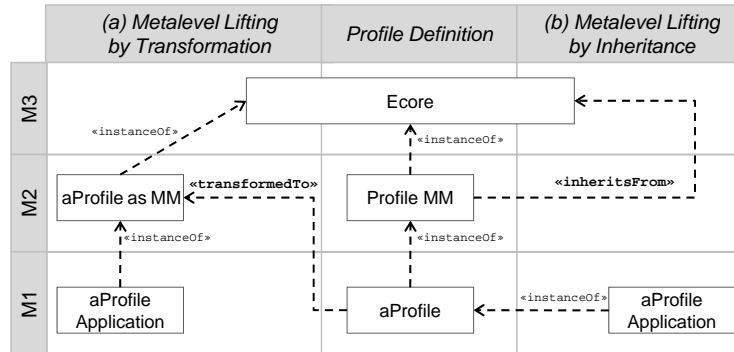 (a) Metalevel Lifting
by Transformation
Profile Definition
(b) Metalevel Lifting
by Inheritance
M3
Ecore
«instanceOf»
«instanceOf»
M2
aProfile as MM
«transformedTo»
Profile MM
«inheritsFrom»
«instanceOf»
«instanceOf»
M1
aProfile
Application
aProfile
«instanceOf»
aProfile
Application